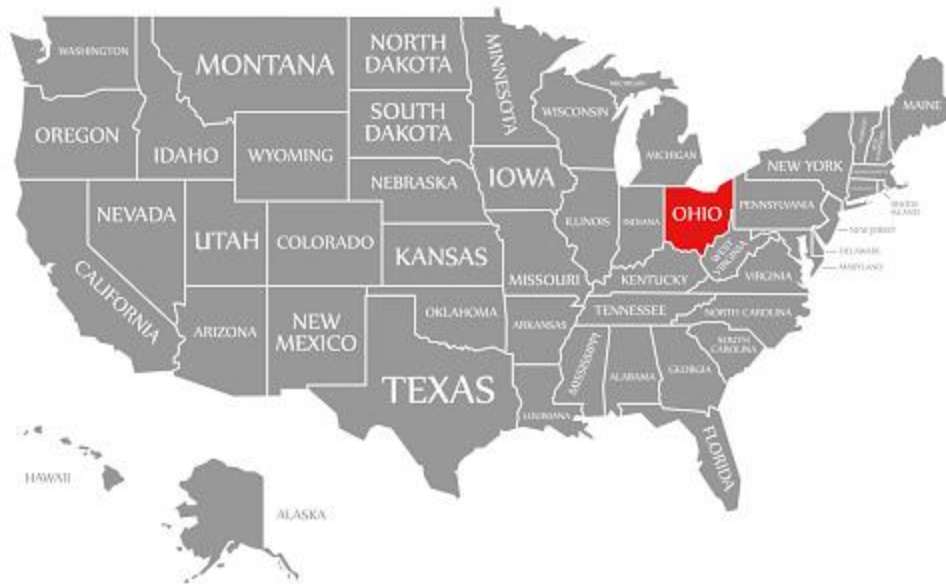 WASHINGTON
MONTANA
NORTH
DAKOTA
MINNESOTA
MAINE
OREGON
IDAHO
WYOMING
SOUTH
DAKOTA
WISCONSIN
MICHIGAN
NEW YORK
NEBRASKA
IOWA
NEVADA
UTAH
COLORADO
KANSAS
ILLINOIS
INDIANA
OHIO
PENNSYLVANIA
RHODE
ISLAND
NEW JERSEY
DELAWARE
MARYLAND
CALIFORNIA
MISSOURI
KENTUCKY
WEST
VIRGINIA
VIRGINIA
ARIZONA
NEW
MEXICO
OKLAHOMA
ARKANSAS
TENNESSEE
NORTH CAROLINA
SOUTH
CAROLINA
TEXAS
LOUISIANA
MISSISSIPPI
ALABAMA
GEORGIA
FLORIDA
HAWAII
ALASKA